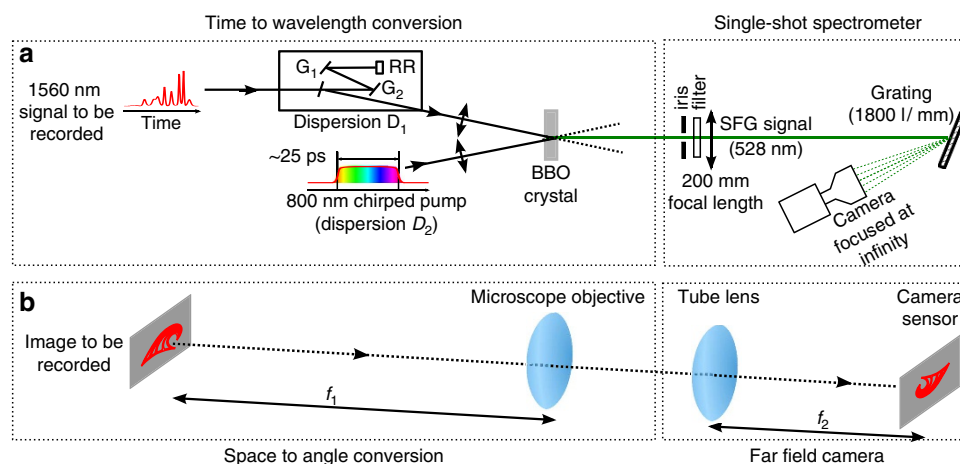 Time to wavelength conversion
Single-shot spectrometer
a
1560 nm
signal to be
recorded
Time
G1
RR
G2
Dispersion D1
~25 ps
800 nm chirped pump
(dispersion D2)
BBO
crystal
iris
filter
SFG signal
(528 nm)
200 mm
focal length
Grating
(1800 l/ mm)
Camera
focused at
infinity
b
Image to be
recorded
Microscope objective
Tube lens
Camera
sensor
f1
f2
Space to angle conversion
Far field camera